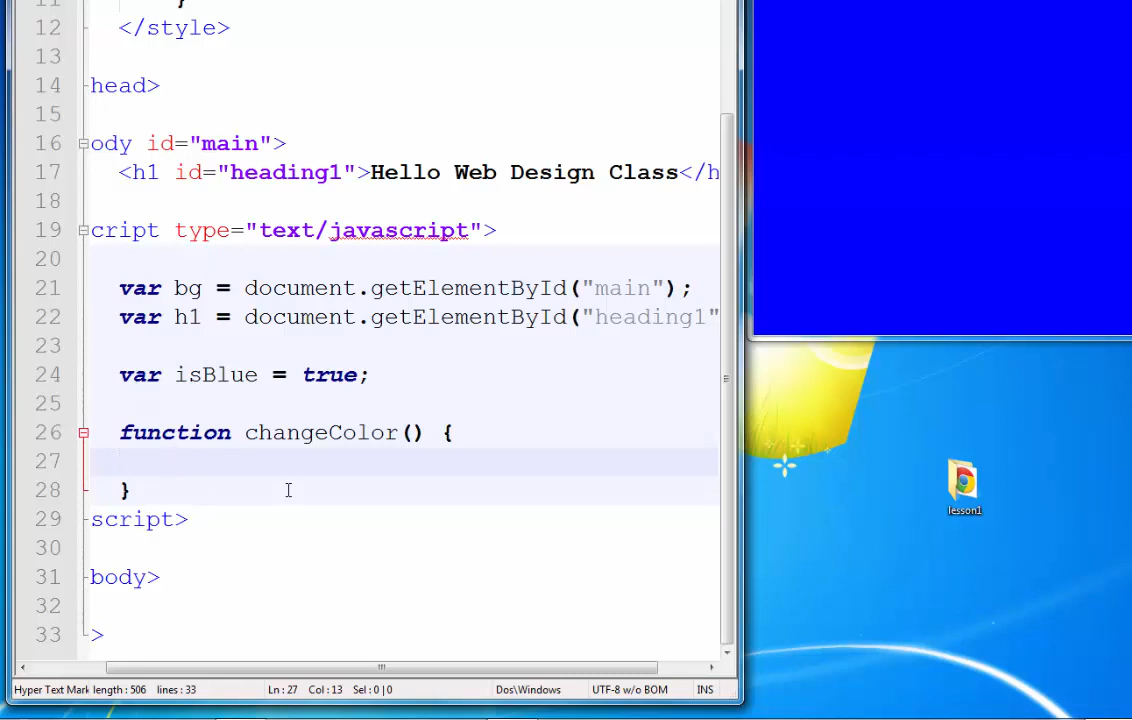 11 }
12 </style>
13
14 head>
15
16 ody id="main">
17 <h1 id="heading1">Hello Web Design Class</h
18
19 cript type="text/javascript">
20
21 var bg = document.getElementById("main");
22 var h1 = document.getElementById("heading1"
23
24 var isBlue = true;
25
26 function changeColor() {
27
28 }
29 script>
30
31 body>
32
33 >
lesson1
Hyper Text Mark length : 506 lines : 33 Ln : 27 Col : 13 Sel : 0 | 0 Dos\Windows UTF-8 w/o BOM INS